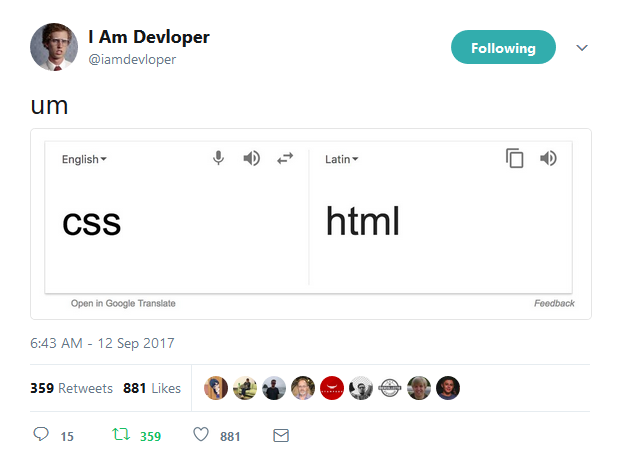 I Am Devloper
@iamdevloper
Following
um
English
Latin
css
html
Open in Google Translate
Feedback
6:43 AM - 12 Sep 2017
359 Retweets 881 Likes
15 359 881